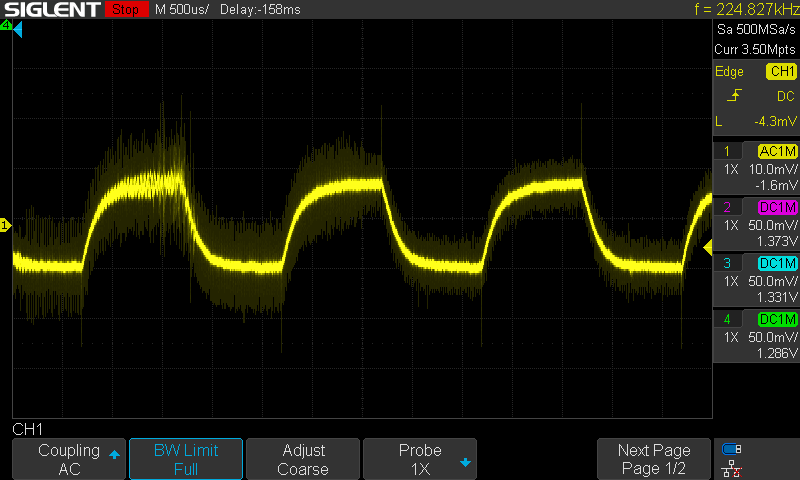 SIGLENT Stop M 500us/ Delay:-158ms f = 224.827kHz
Sa 500MSa/s
Curr 3.50Mpts
Edge CH1
DC
L -4.3mV
1 AC1M
1X 10.0mV/
-1.6mV
2 DC1M
1X 50.0mV/
1.373V
3 DC1M
1X 50.0mV/
1.331V
4 DC1M
1X 50.0mV/
1.286V
4
1
CH1
Coupling
AC
BW Limit
Full
Adjust
Coarse
Probe
1X
Next Page
Page 1/2